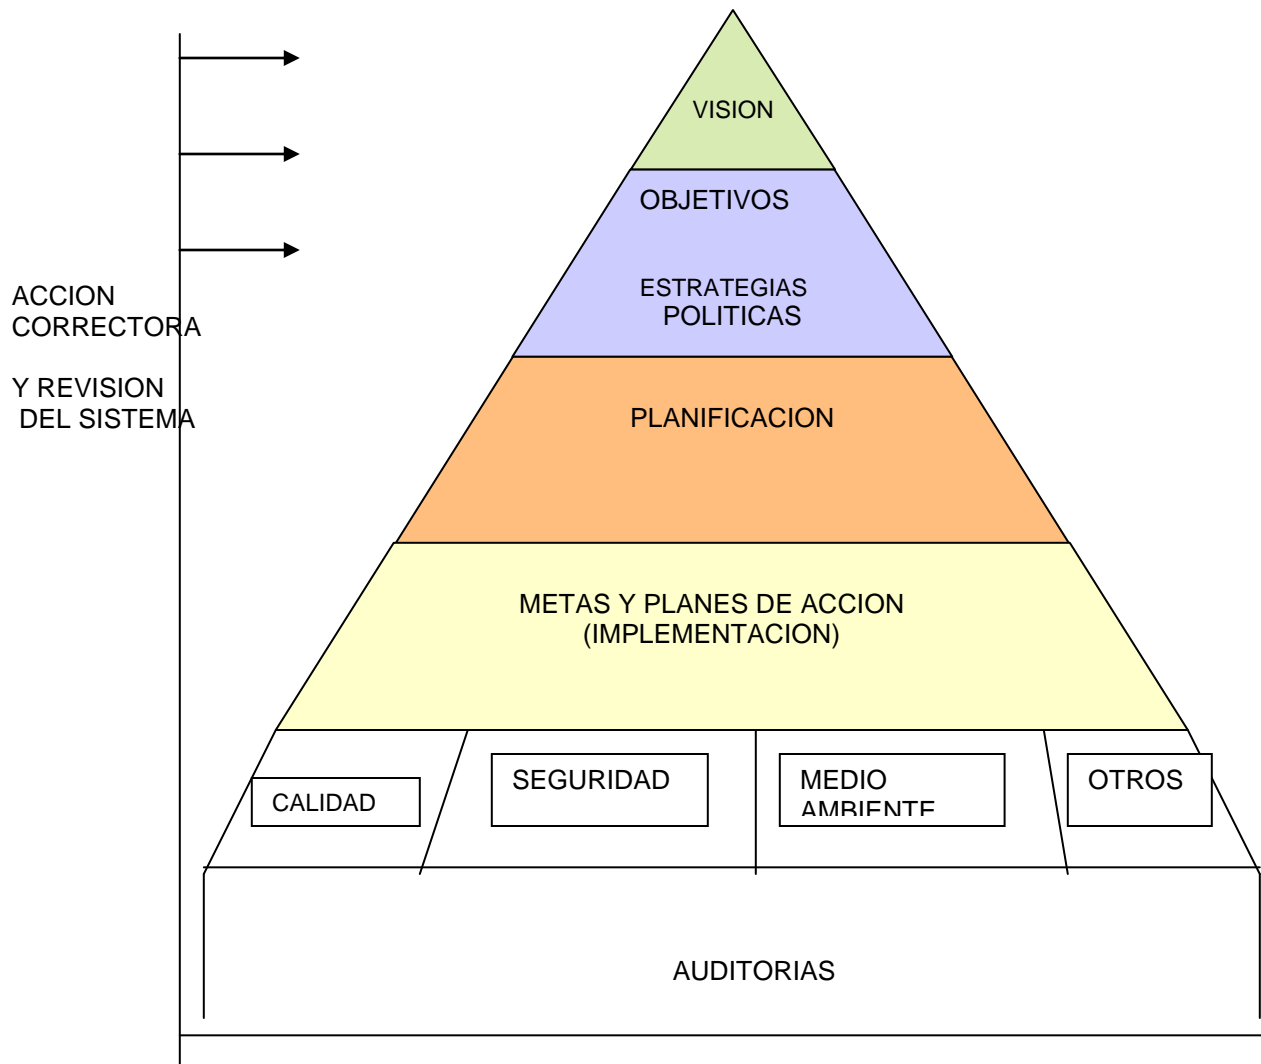 VISION
OBJETIVOS
ESTRATEGIAS
POLITICAS
ACCION
CORRECTORA
Y REVISION
DEL SISTEMA
PLANIFICACION
METAS Y PLANES DE ACCION
(IMPLEMENTACION)
CALIDAD
SEGURIDAD
MEDIO
AMBIENTE
OTROS
AUDITORIAS